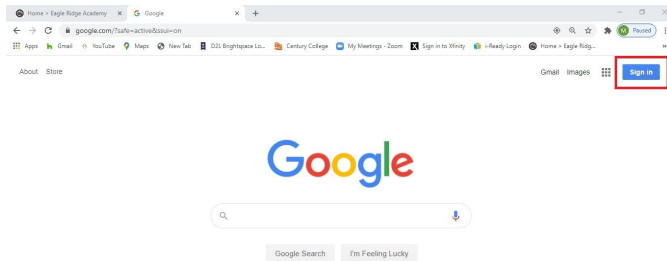 Home > Eagle Ridge Academy
Google
google.com/?safe=active&ssui=on
M Paused
Apps Gmail YouTube Maps New Tab D2L Brightspace Lo... Century College My Meetings - Zoom Sign in to Xfinity i-Ready Login Home > Eagle Ridg...
About Store
Gmail Images Sign in
Google
Google Search I'm Feeling Lucky